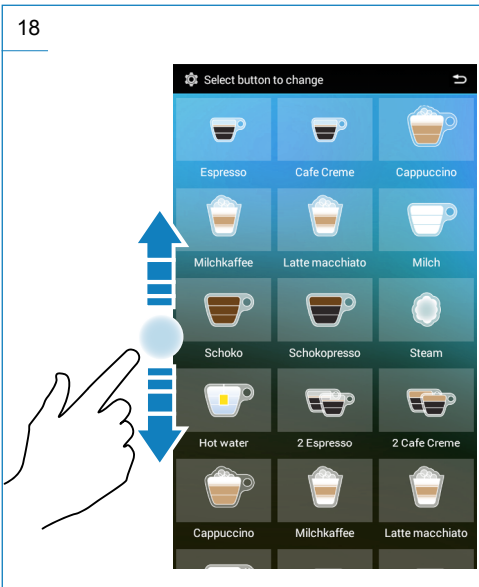 18
Select button to change
Espresso Cafe Creme Cappuccino
Milchkaffee Latte macchiato Milch
Schoko Schokopresso Steam
Hot water 2 Espresso 2 Cafe Creme
Cappuccino Milchkaffee Latte macchiato